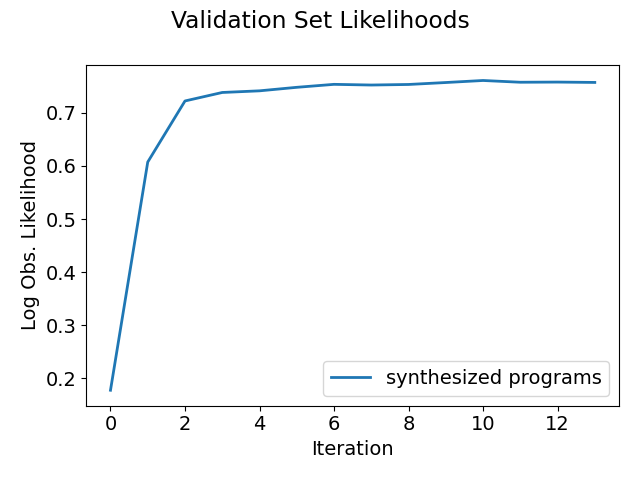 Validation Set Likelihoods
Log Obs. Likelihood
0.7
0.6
0.5
0.4
0.3
0.2
synthesized programs
0 2 4 6 8 10 12
Iteration